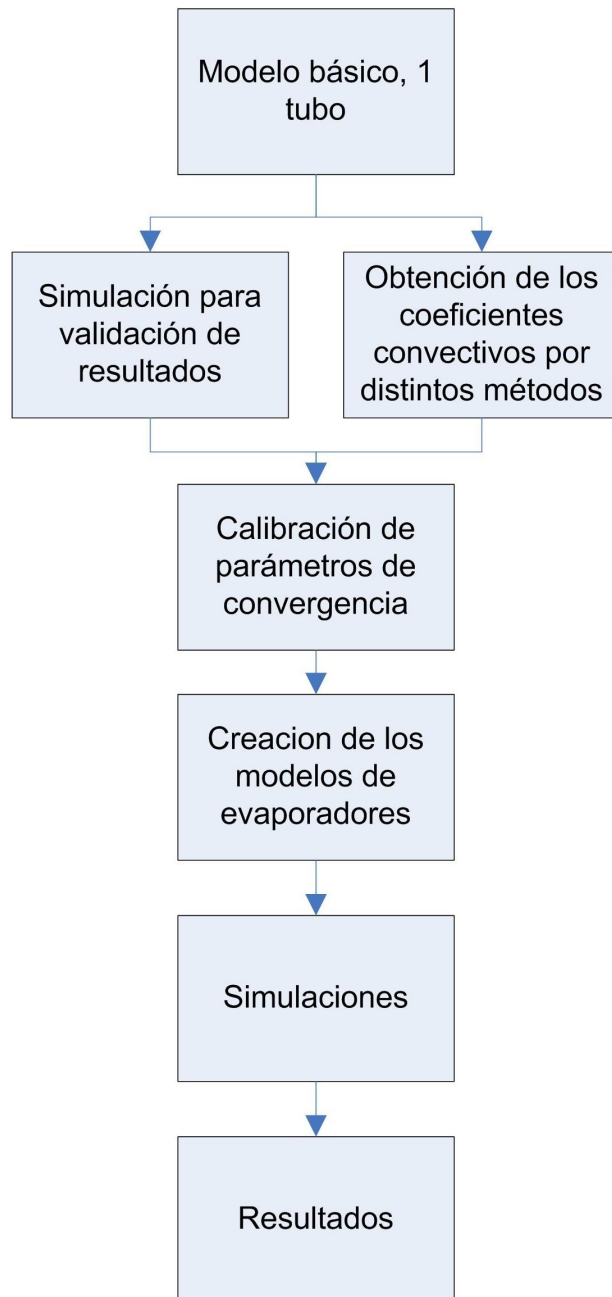 Modelo básico, 1
tubo
Simulación para
validación de
resultados
Obtención de los
coeficientes
convectivos por
distintos métodos
Calibración de
parámetros de
convergencia
Creacion de los
modelos de
evaporadores
Simulaciones
Resultados